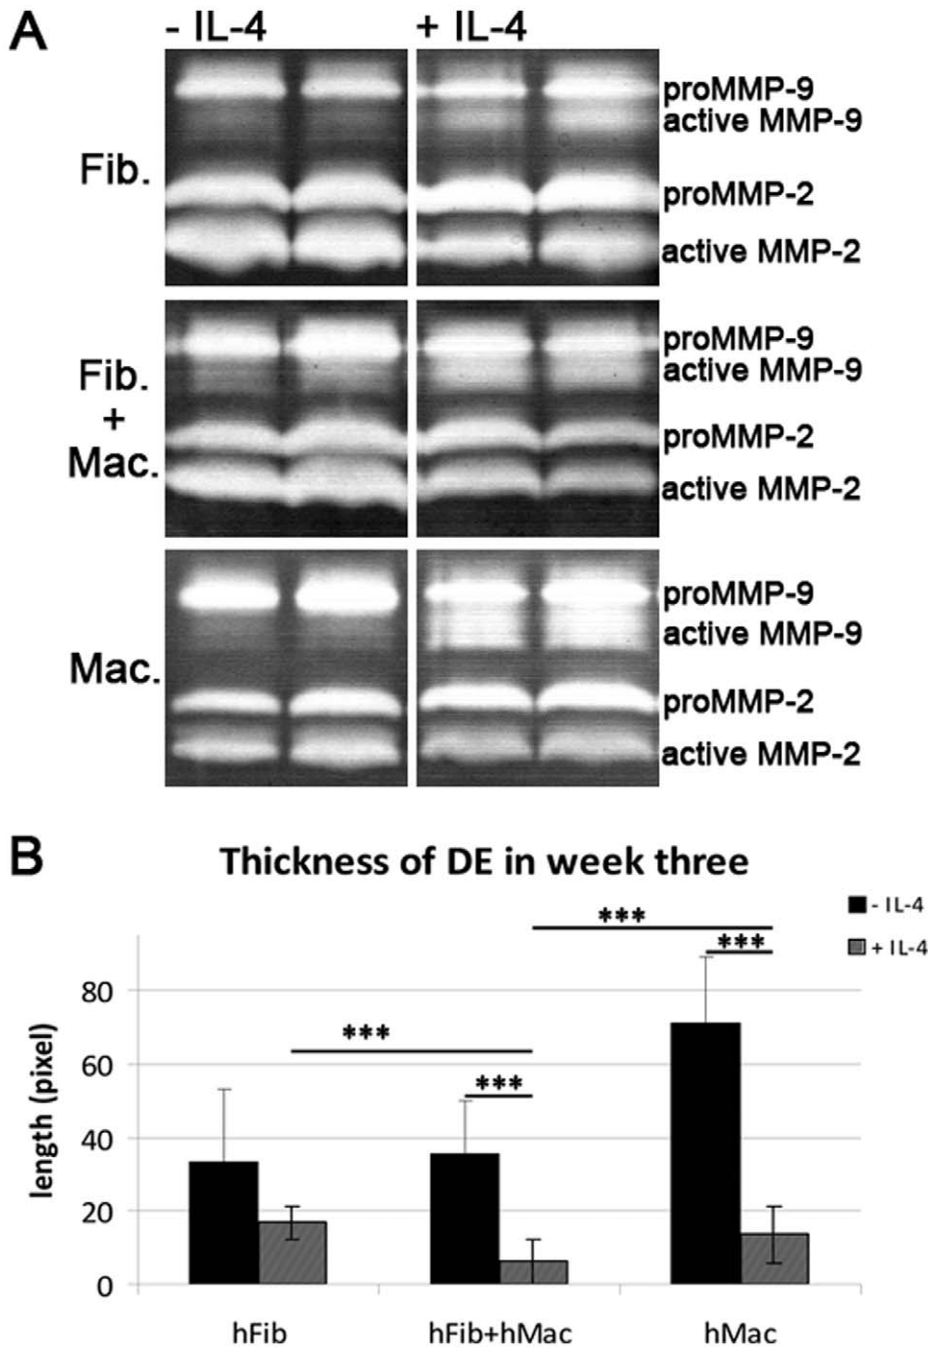 A
- IL-4
+ IL-4
Fib.
proMMP-9
active MMP-9
proMMP-2
active MMP-2
Fib.
+
Mac.
proMMP-9
active MMP-9
proMMP-2
active MMP-2
Mac.
proMMP-9
active MMP-9
proMMP-2
active MMP-2
B
Thickness of DE in week three
- IL-4
+ IL-4
***
***
***
***
length (pixel)
80
60
40
20
0
hFib
hFib+hMac
hMac